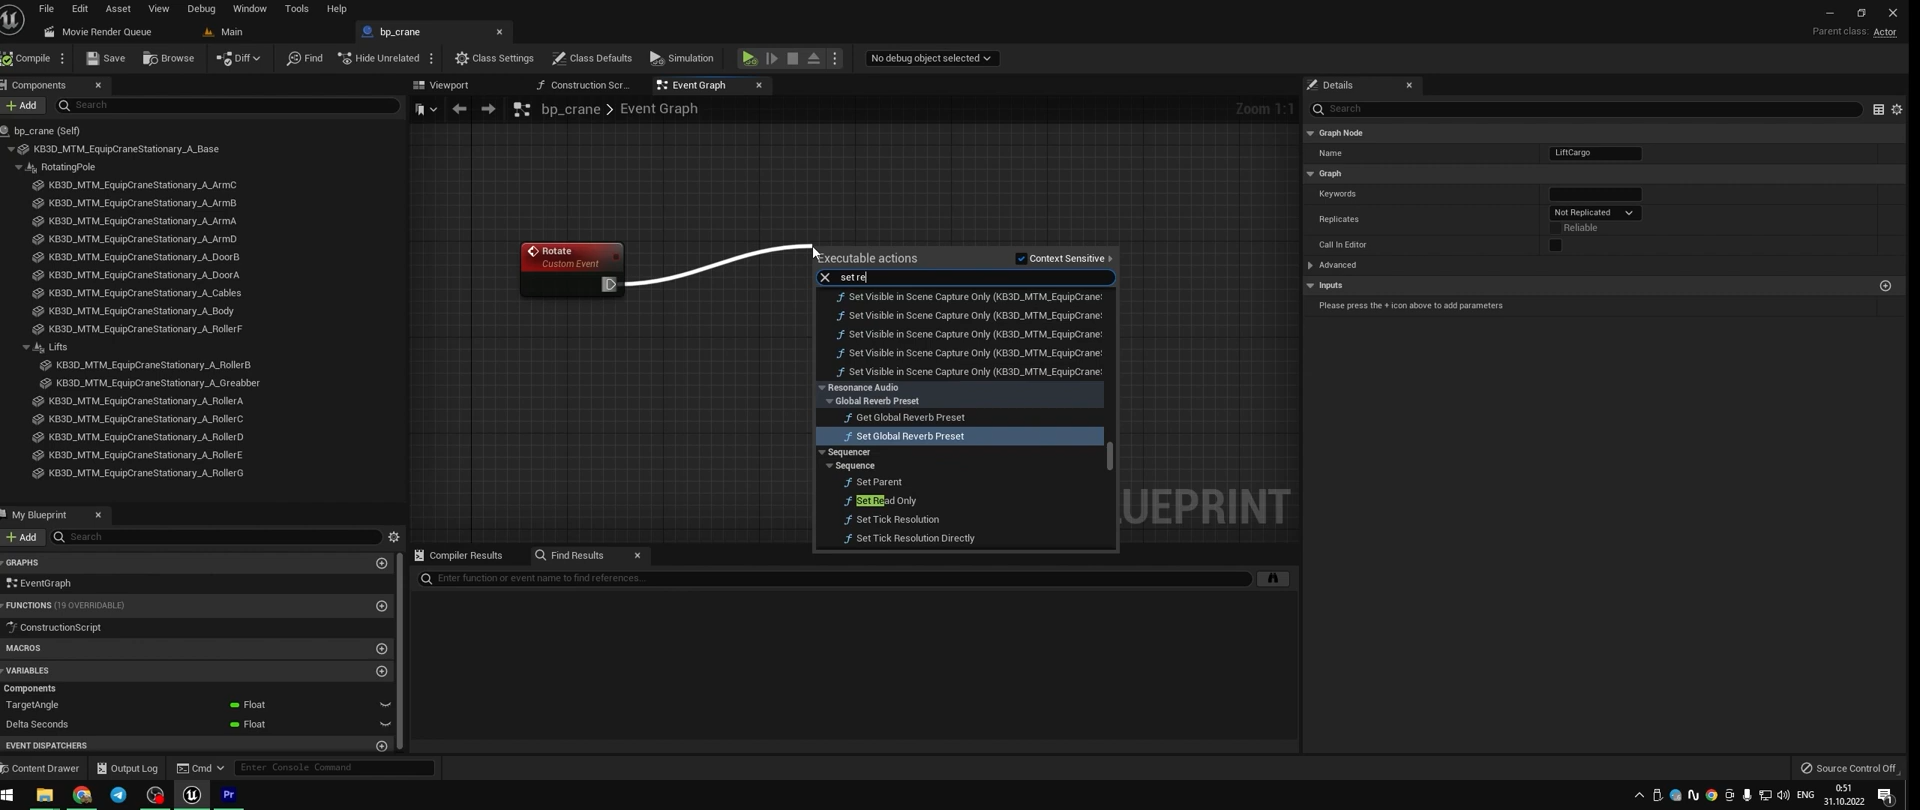 File Edit Asset View Debug Window Tools Help
Movie Render Queue Main bp_crane
Parent class: Actor
Compile Save Browse Diff Find Hide Unrelated Class Settings Class Defaults Simulation No debug object selected
Components
Add Search
bp_crane (Self)
KB3D_MTM_EquipCraneStationary_A_Base
RotatingPole
KB3D_MTM_EquipCraneStationary_A_ArmC
KB3D_MTM_EquipCraneStationary_A_ArmB
KB3D_MTM_EquipCraneStationary_A_ArmA
KB3D_MTM_EquipCraneStationary_A_ArmD
KB3D_MTM_EquipCraneStationary_A_DoorB
KB3D_MTM_EquipCraneStationary_A_DoorA
KB3D_MTM_EquipCraneStationary_A_Cables
KB3D_MTM_EquipCraneStationary_A_Body
KB3D_MTM_EquipCraneStationary_A_RollerF
Lifts
KB3D_MTM_EquipCraneStationary_A_RollerB
KB3D_MTM_EquipCraneStationary_A_Greabber
KB3D_MTM_EquipCraneStationary_A_RollerA
KB3D_MTM_EquipCraneStationary_A_RollerC
KB3D_MTM_EquipCraneStationary_A_RollerD
KB3D_MTM_EquipCraneStationary_A_RollerE
KB3D_MTM_EquipCraneStationary_A_RollerG
My Blueprint
Add Search
GRAPHS
EventGraph
FUNCTIONS (19 OVERRIDABLE)
ConstructionScript
MACROS
VARIABLES
Components
TargetAngle Float
Delta Seconds Float
EVENT DISPATCHERS
Viewport Construction Scr... Event Graph
bp_crane > Event Graph Zoom 1:1
Rotate
Custom Event
Executable actions Context Sensitive
set re
Set Visible in Scene Capture Only (KB3D_MTM_EquipCrane
Set Visible in Scene Capture Only (KB3D_MTM_EquipCrane
Set Visible in Scene Capture Only (KB3D_MTM_EquipCrane
Set Visible in Scene Capture Only (KB3D_MTM_EquipCrane
Set Visible in Scene Capture Only (KB3D_MTM_EquipCrane
Resonance Audio
Global Reverb Preset
Get Global Reverb Preset
Set Global Reverb Preset
Sequencer
Sequence
Set Parent
Set Read Only
Set Tick Resolution
Set Tick Resolution Directly
UEPRINT
Compiler Results Find Results
Enter function or event name to find references...
Details
Search
Graph Node
Name LiftCargo
Graph
Keywords
Replicates Not Replicated
Reliable
Call In Editor
Advanced
Inputs
Please press the + icon above to add parameters
Content Drawer Output Log Cmd Enter Console Command Source Control Off
ENG 0:51
31.10.2022